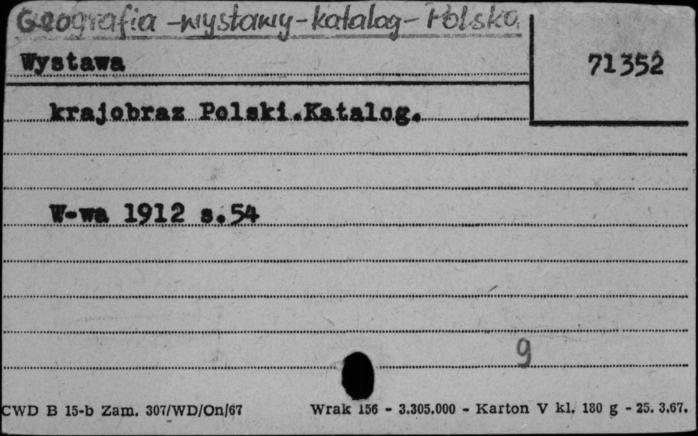 Geografia - wystawy - katalog - Polska
Wystawa
71352
krajobraz Polski.Katalog.
W-wa 1912 s.54
9
CWD B 15-b Zam. 307/WD/On/67
Wrak 156 - 3.305.000 - Karton V kl. 180 g - 25. 3.67.